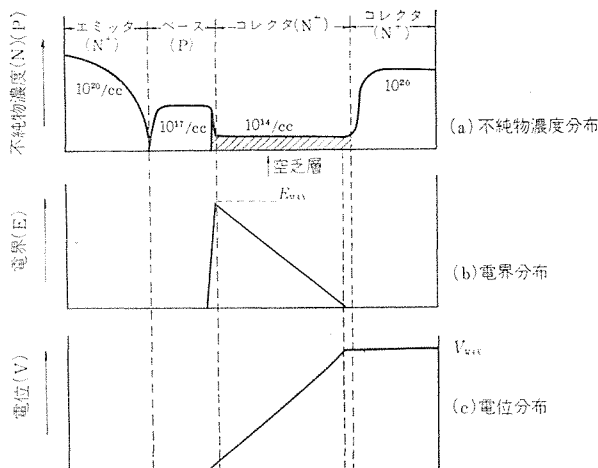 エミッタ (N⁺)
ベース (P)
コレクタ(N⁺)
コレクタ (N⁺)
不純物濃度(N)(P)
10²⁰/cc
10¹⁷/cc
10¹⁴/cc
10²⁰
(a) 不純物濃度分布
空乏層
電界(E)
E_MAX
(b) 電界分布
電位(V)
V_MAX
(c) 電位分布